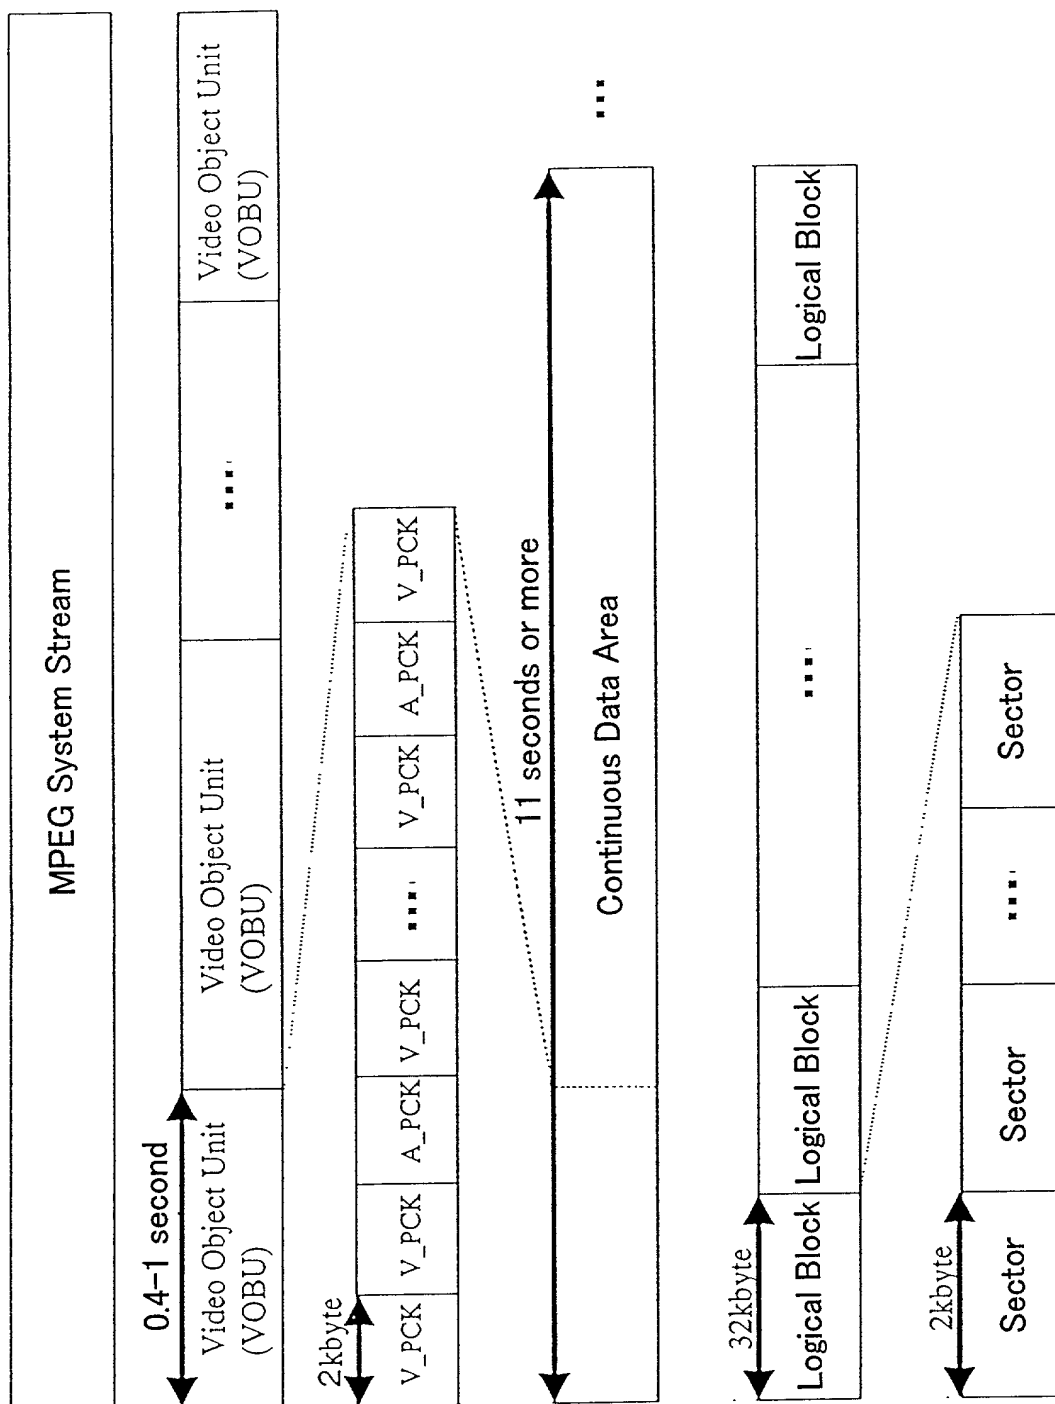 MPEG System Stream
0.4-1 second
Video Object Unit
(VOBU)
Video Object Unit
(VOBU)
....
Video Object Unit
(VOBU)
2kbyte
V_PCK
V_PCK
A_PCK
V_PCK
....
V_PCK
A_PCK
V_PCK
11 seconds or more
Continuous Data Area
...
32kbyte
Logical Block
Logical Block
....
Logical Block
2kbyte
Sector
Sector
....
Sector